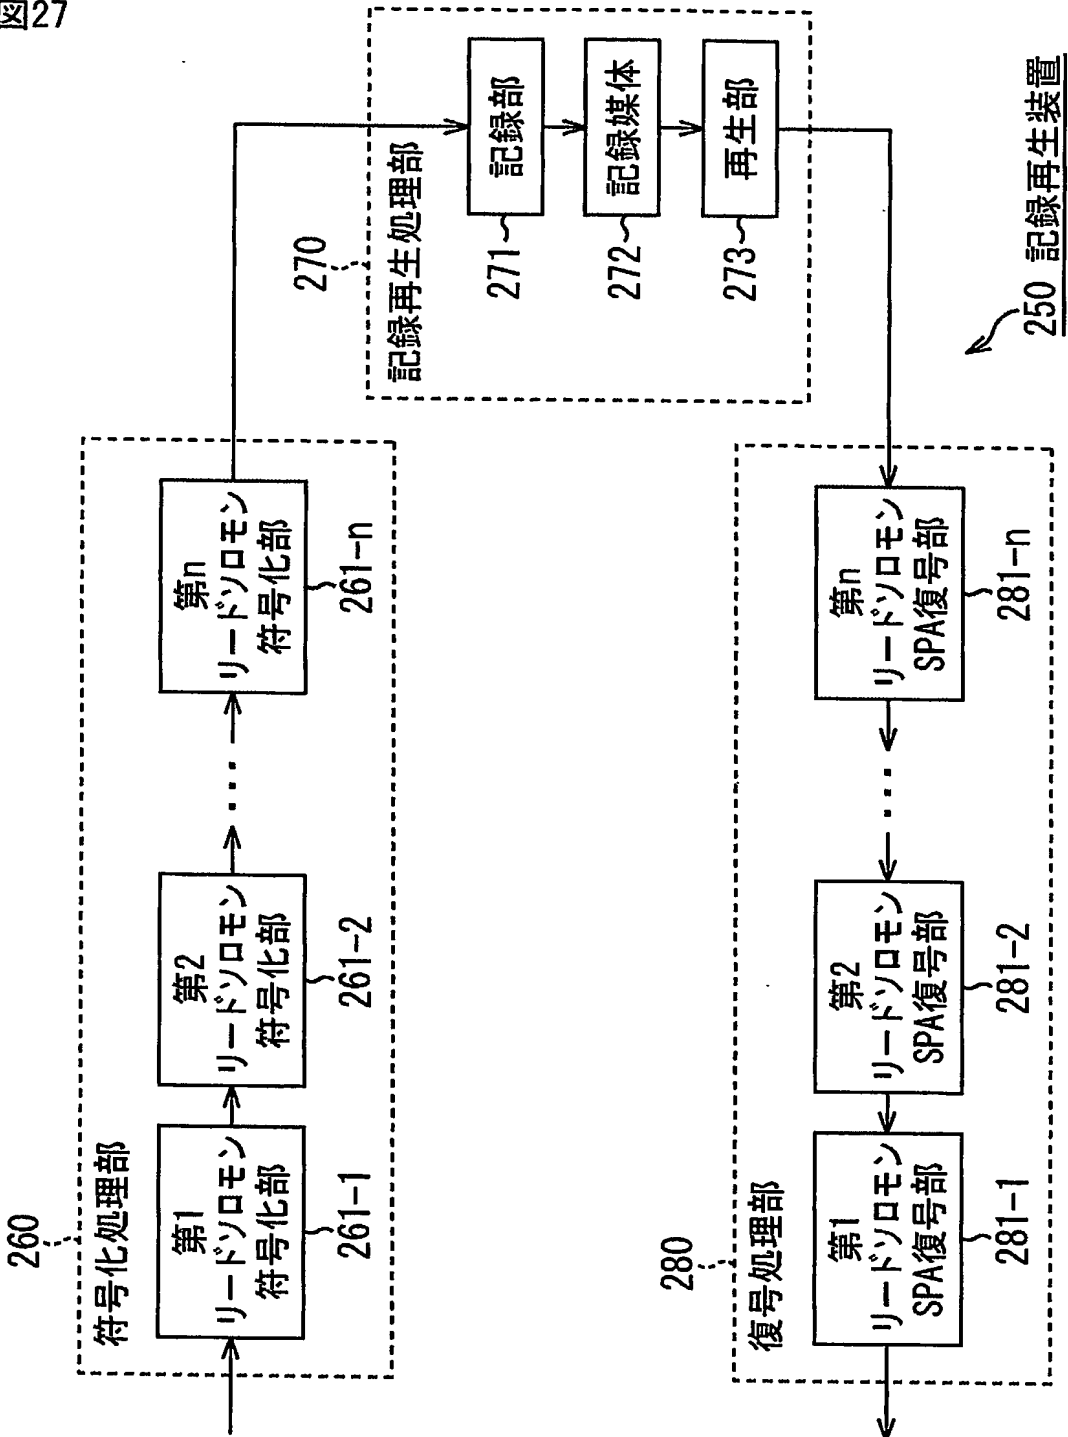 図27
260
符号化処理部
第1
リードソロモン
符号化部
261-1
第2
リードソロモン
符号化部
261-2
...
第n
リードソロモン
符号化部
261-n
270
記録再生処理部
記録部
271
記録媒体
272
再生部
273
280
復号処理部
第1
リードソロモン
SPA復号部
281-1
第2
リードソロモン
SPA復号部
281-2
...
第n
リードソロモン
SPA復号部
281-n
250 記録再生装置